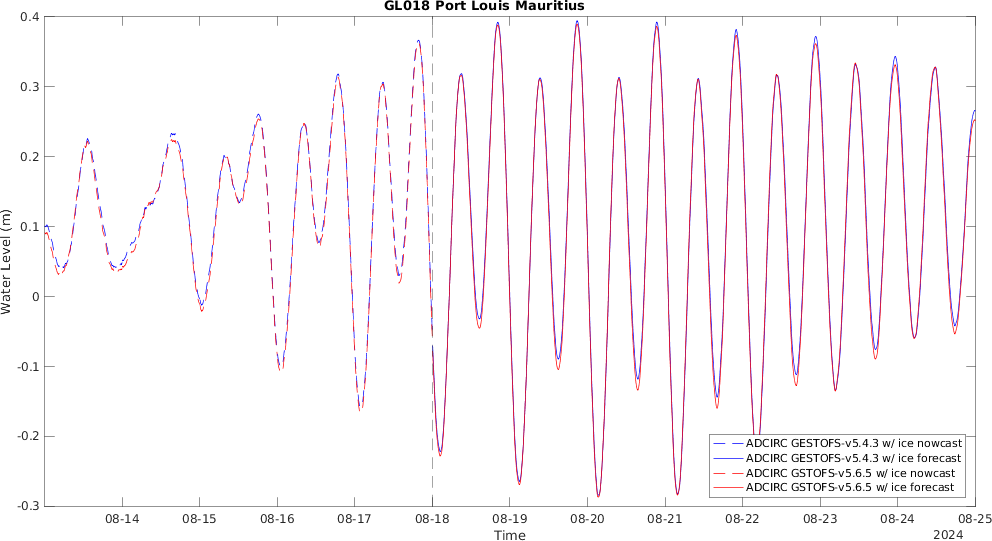 GL018 Port Louis Mauritius
Water Level (m)
0.4
0.3
0.2
0.1
0
-0.1
-0.2
-0.3
ADCIRC GESTOFS-v5.4.3 w/ ice nowcast
ADCIRC GESTOFS-v5.4.3 w/ ice forecast
ADCIRC GSTOFS-v5.6.5 w/ ice nowcast
ADCIRC GSTOFS-v5.6.5 w/ ice forecast
08-14 08-15 08-16 08-17 08-18 08-19 08-20 08-21 08-22 08-23 08-24 08-25
Time
2024